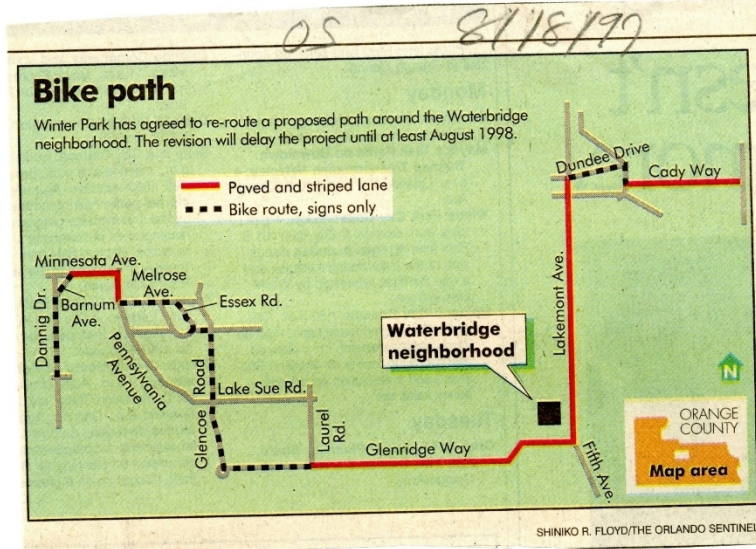 OS 8/18/97
Bike path
Winter Park has agreed to re-route a proposed path around the Waterbridge
neighborhood. The revision will delay the project until at least August 1998.
Paved and striped lane
Bike route, signs only
Dundee Drive
Cady Way
Minnesota Ave.
Melrose
Ave.
Essex Rd.
Barnum
Ave.
Dannig Dr.
Pennsylvania
Avenue
Glencoe Road
Lake Sue Rd.
Laurel
Rd.
Glenridge Way
Lakemont Ave.
Waterbridge
neighborhood
Fifth Ave.
N
ORANGE
COUNTY
Map area
SHINIKO R. FLOYD/THE ORLANDO SENTINEL